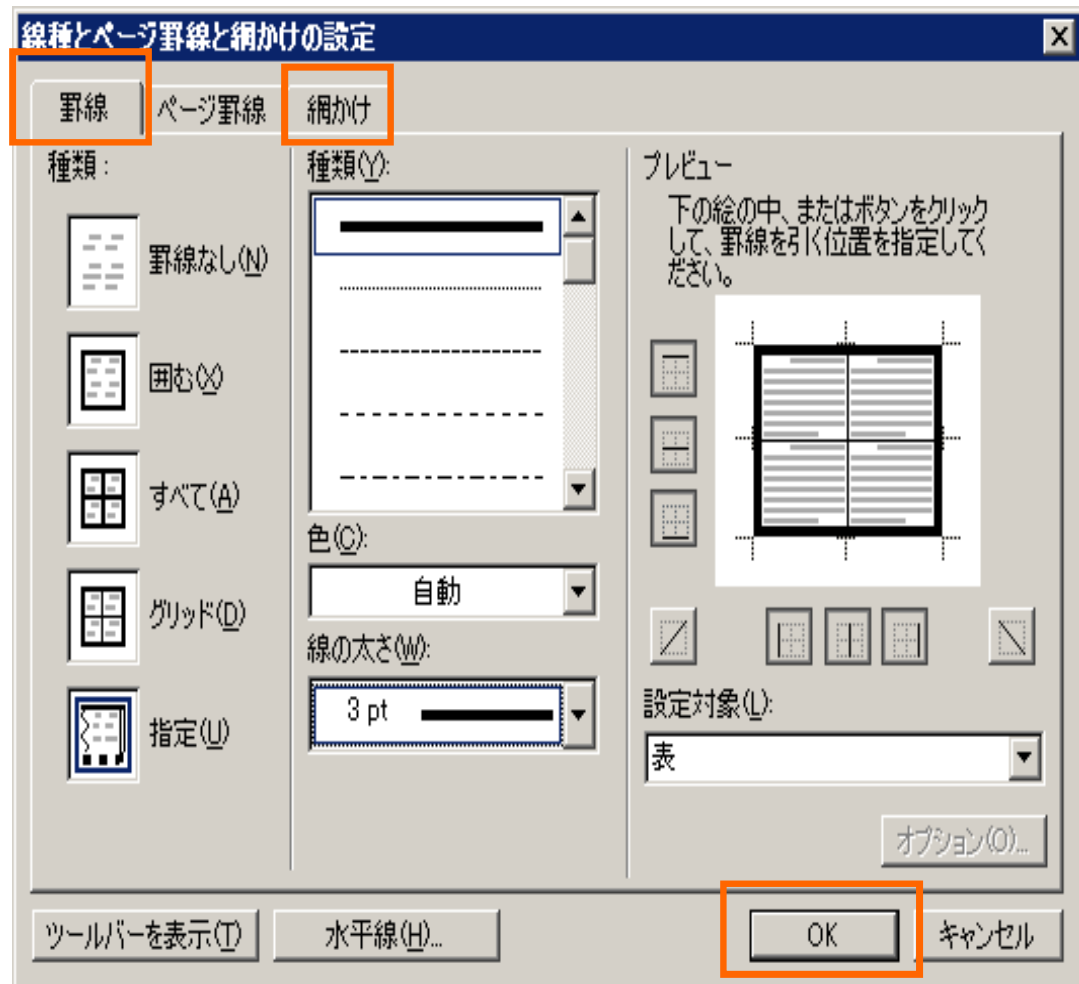 線種とページ罫線と網かけの設定
罫線
ページ罫線
網かけ
種類:
罫線なし(N)
囲む(X)
すべて(A)
グリッド(D)
指定(U)
種類(Y):
色(C):
自動
線の太さ(W):
3 pt
プレビュー
下の絵の中、またはボタンをクリック
して、罫線を引く位置を指定してく
ださい。
設定対象(L):
表
オプション(O)...
ツールバーを表示(T)
水平線(H)...
OK
キャンセル